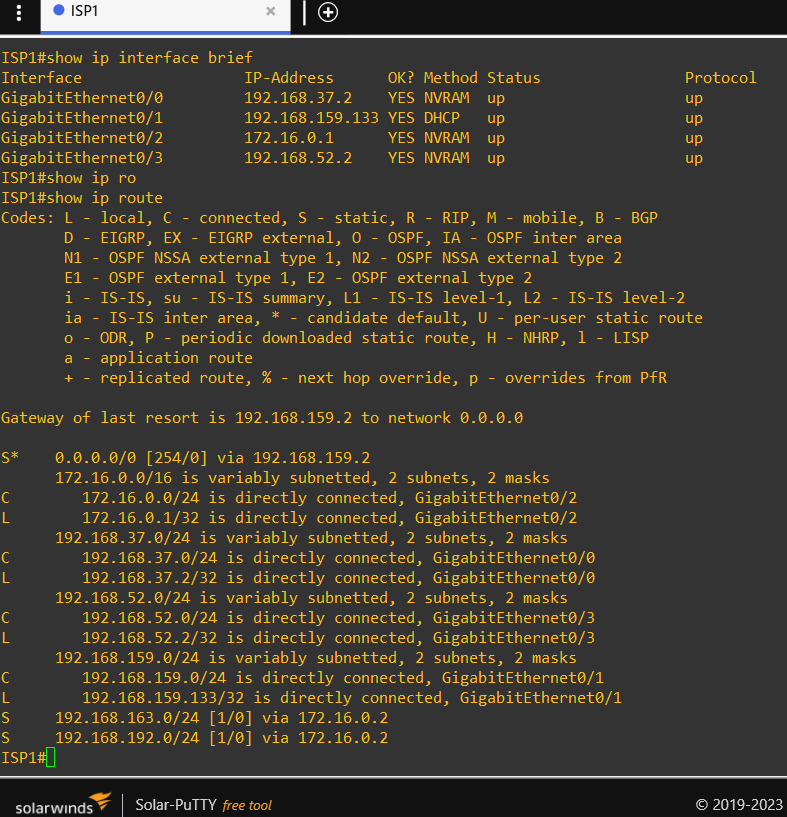 ISP1
ISP1#show ip interface brief
Interface                  IP-Address      OK? Method Status                Protocol
GigabitEthernet0/0         192.168.37.2    YES NVRAM  up                    up
GigabitEthernet0/1         192.168.159.133 YES DHCP   up                    up
GigabitEthernet0/2         172.16.0.1      YES NVRAM  up                    up
GigabitEthernet0/3         192.168.52.2    YES NVRAM  up                    up
ISP1#show ip ro
ISP1#show ip route
Codes: L - local, C - connected, S - static, R - RIP, M - mobile, B - BGP
       D - EIGRP, EX - EIGRP external, O - OSPF, IA - OSPF inter area
       N1 - OSPF NSSA external type 1, N2 - OSPF NSSA external type 2
       E1 - OSPF external type 1, E2 - OSPF external type 2
       i - IS-IS, su - IS-IS summary, L1 - IS-IS level-1, L2 - IS-IS level-2
       ia - IS-IS inter area, * - candidate default, U - per-user static route
       o - ODR, P - periodic downloaded static route, H - NHRP, l - LISP
       a - application route
       + - replicated route, % - next hop override, p - overrides from PfR
Gateway of last resort is 192.168.159.2 to network 0.0.0.0
S*    0.0.0.0/0 [254/0] via 192.168.159.2
      172.16.0.0/16 is variably subnetted, 2 subnets, 2 masks
C        172.16.0.0/24 is directly connected, GigabitEthernet0/2
L        172.16.0.1/32 is directly connected, GigabitEthernet0/2
      192.168.37.0/24 is variably subnetted, 2 subnets, 2 masks
C        192.168.37.0/24 is directly connected, GigabitEthernet0/0
L        192.168.37.2/32 is directly connected, GigabitEthernet0/0
      192.168.52.0/24 is variably subnetted, 2 subnets, 2 masks
C        192.168.52.0/24 is directly connected, GigabitEthernet0/3
L        192.168.52.2/32 is directly connected, GigabitEthernet0/3
      192.168.159.0/24 is variably subnetted, 2 subnets, 2 masks
C        192.168.159.0/24 is directly connected, GigabitEthernet0/1
L        192.168.159.133/32 is directly connected, GigabitEthernet0/1
S     192.168.163.0/24 [1/0] via 172.16.0.2
S     192.168.192.0/24 [1/0] via 172.16.0.2
ISP1#
solarwinds | Solar-PuTTY free tool © 2019-2023